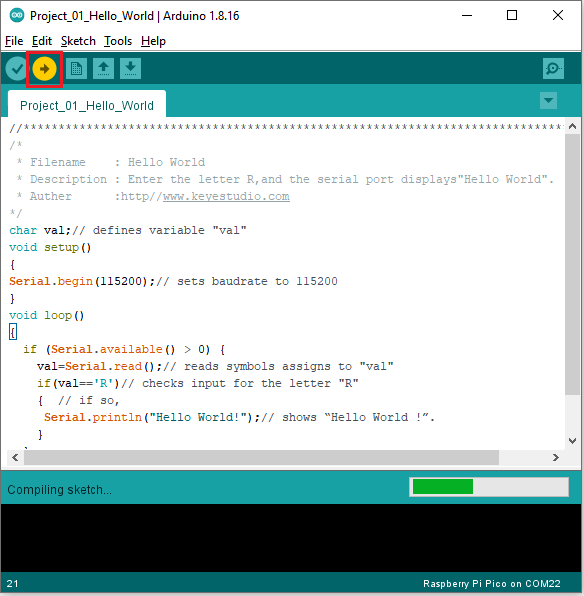 Project_01_Hello_World | Arduino 1.8.16
File Edit Sketch Tools Help
Project_01_Hello_World
//*****************************************************************************
/*
 * Filename    : Hello World
 * Description : Enter the letter R,and the serial port displays"Hello World".
 * Auther      :http//www.keyestudio.com
*/
char val;// defines variable "val"
void setup()
{
Serial.begin(115200);// sets baudrate to 115200
}
void loop()
{
  if (Serial.available() > 0) {
    val=Serial.read();// reads symbols assigns to "val"
    if(val=='R')// checks input for the letter "R"
    {  // if so,
     Serial.println("Hello World!");// shows “Hello World !”.
    }
Compiling sketch...
21 Raspberry Pi Pico on COM22